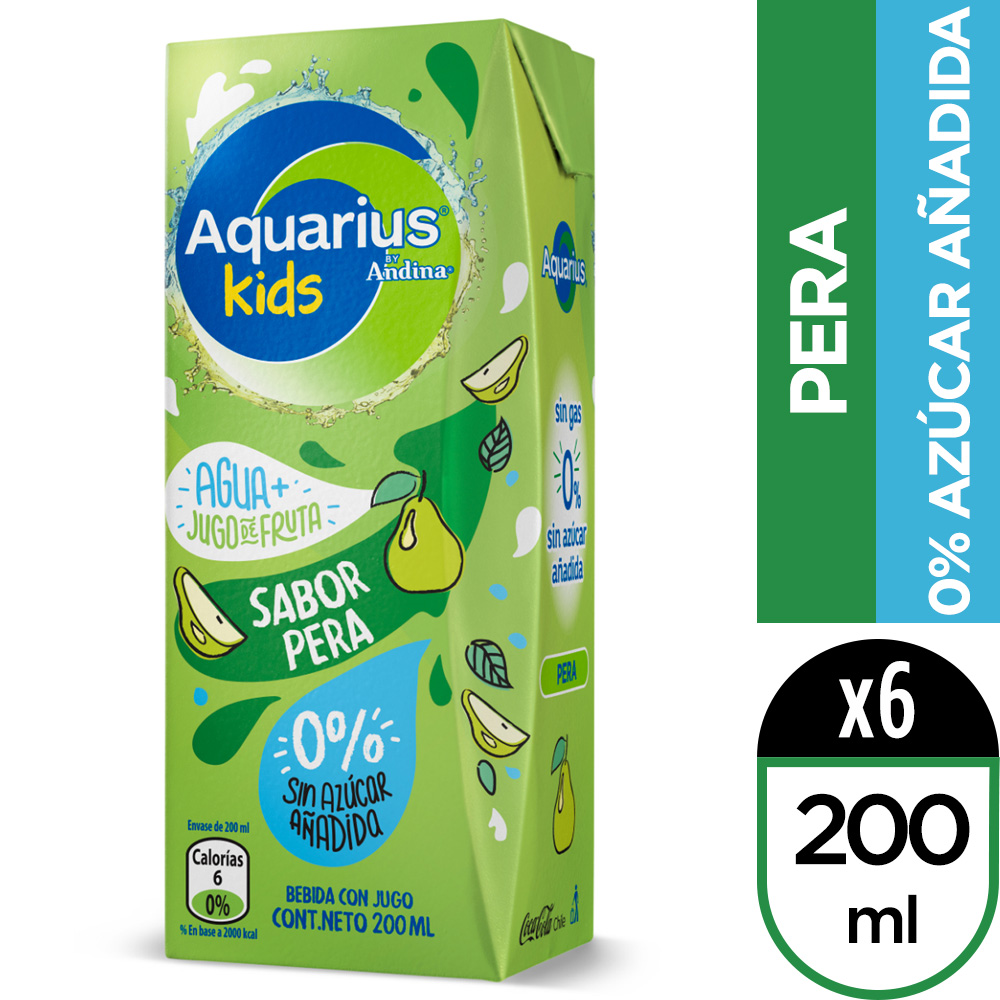 Aquarius®
BY
Andina®
kids
AGUA+
JUGO DE FRUTA
SABOR
PERA
0%
SIN AZÚCAR
AÑADIDA
Envase de 200 ml
Calorías
6
0%
% En base a 2000 kcal
BEBIDA CON JUGO
CONT.NETO 200 ML
Aquarius
sin gas
0%
sin azúcar
añadida
PERA
Coca-Cola Chile
PERA
0% AZÚCAR AÑADIDA
x6
200
ml